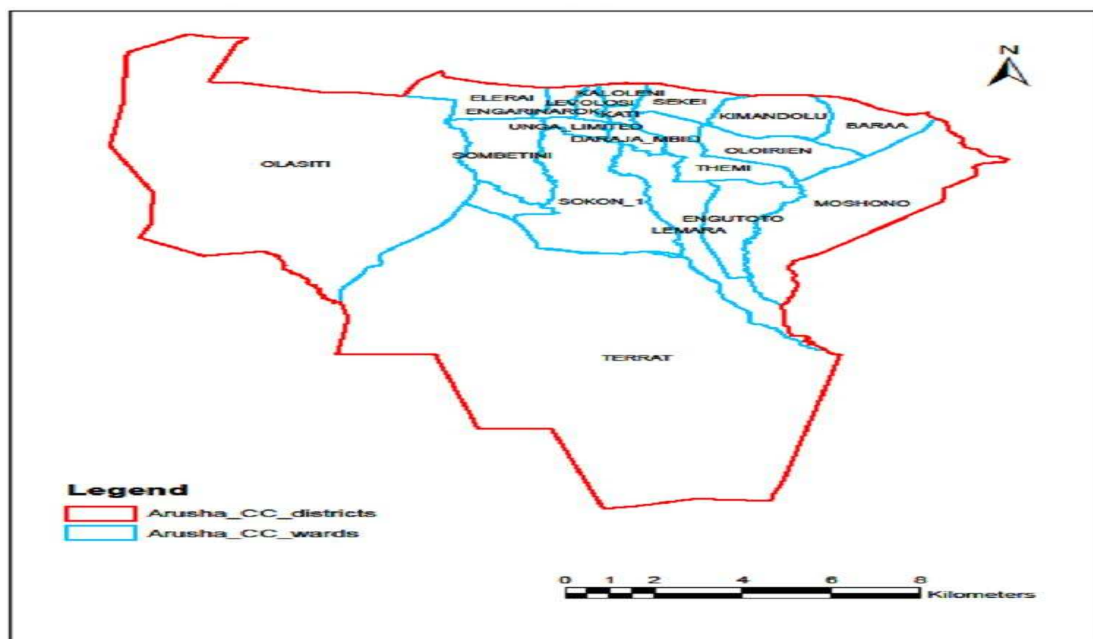 N
KALOLENI
ELERAI
LEVOLOSI
SEKEI
ENGARINAROK
KATI
KIMANDOLU
BARAA
UNGA_LIMITED
DARAJA_MBILI
OLOIRIEN
OLASITI
SOMBETINI
THEMI
SOKON_1
MOSHONO
ENGUTOTO
LEMARA
TERRAT
Legend
Arusha_CC_districts
Arusha_CC_wards
0 1 2 4 6 8
Kilometers